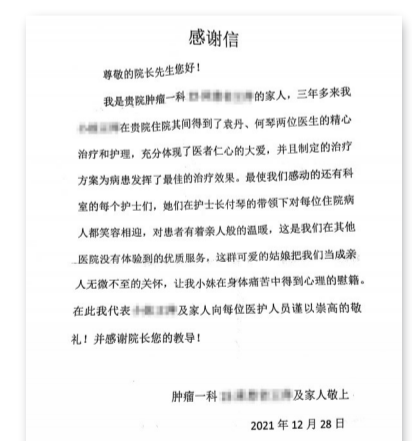 感谢信
尊敬的院长先生您好！
我是贵院肿瘤一科的家人，三年多来我
在贵院住院其间得到了袁丹、何琴两位医生的精心
治疗和护理，充分体现了医者仁心的大爱，并且制定的治疗
方案为病患发挥了最佳的治疗效果。最使我们感动的还有科
室的每个护士们，她们在护士长付琴的带领下对每位住院病
人都笑容相迎，对患者有着亲人般的温暖，这是我们在其他
医院没有体验到的优质服务，这群可爱的姑娘把我们当成亲
人无微不至的关怀，让我小妹在身体痛苦中得到心理的慰籍。
在此我代表及家人向每位医护人员谨以崇高的敬
礼！并感谢院长您的教导！
肿瘤一科及家人敬上
2021 年 12 月 28 日